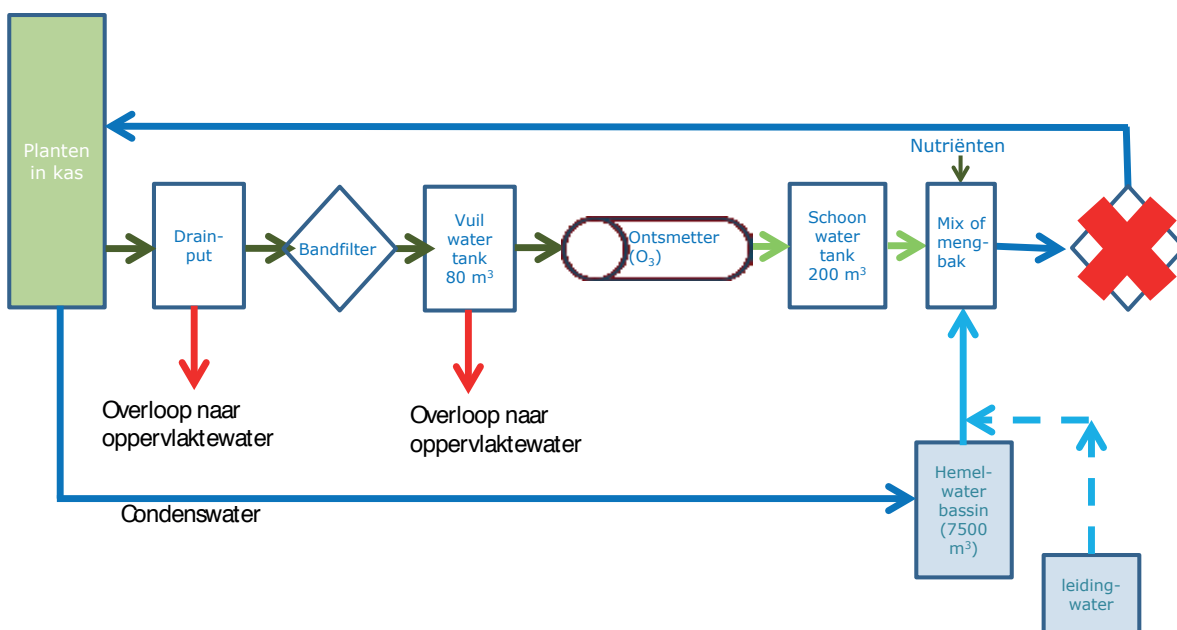 Planten
in kas
Drain-
put
Bandfilter
Vuil
water
tank
80 m³
Ontsmetter
(O₃)
Schoon
water
tank
200 m³
Nutriënten
Mix of
meng-
bak
Overloop naar
oppervlaktewater
Overloop naar
oppervlaktewater
Condenswater
Hemel-
water
bassin
(7500
m³)
leiding-
water